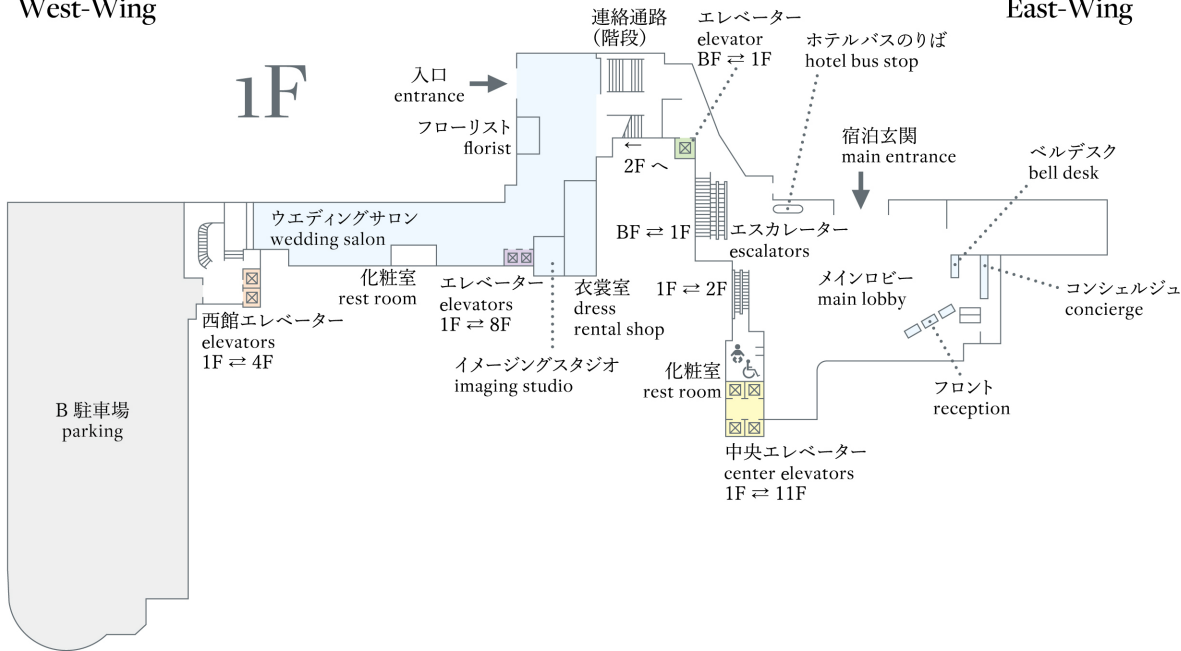 West-Wing
East-Wing
1F
連絡通路
(階段)
エレベーター
elevator
BF ⇄ 1F
ホテルバスのりば
hotel bus stop
入口
entrance
フローリスト
florist
←
2F へ
宿泊玄関
main entrance
ベルデスク
bell desk
ウエディングサロン
wedding salon
BF ⇄ 1F
エスカレーター
escalators
化粧室
rest room
エレベーター
elevators
1F ⇄ 8F
衣裳室
dress
rental shop
1F ⇄ 2F
メインロビー
main lobby
コンシェルジュ
concierge
西館エレベーター
elevators
1F ⇄ 4F
イメージングスタジオ
imaging studio
化粧室
rest room
フロント
reception
B 駐車場
parking
中央エレベーター
center elevators
1F ⇄ 11F